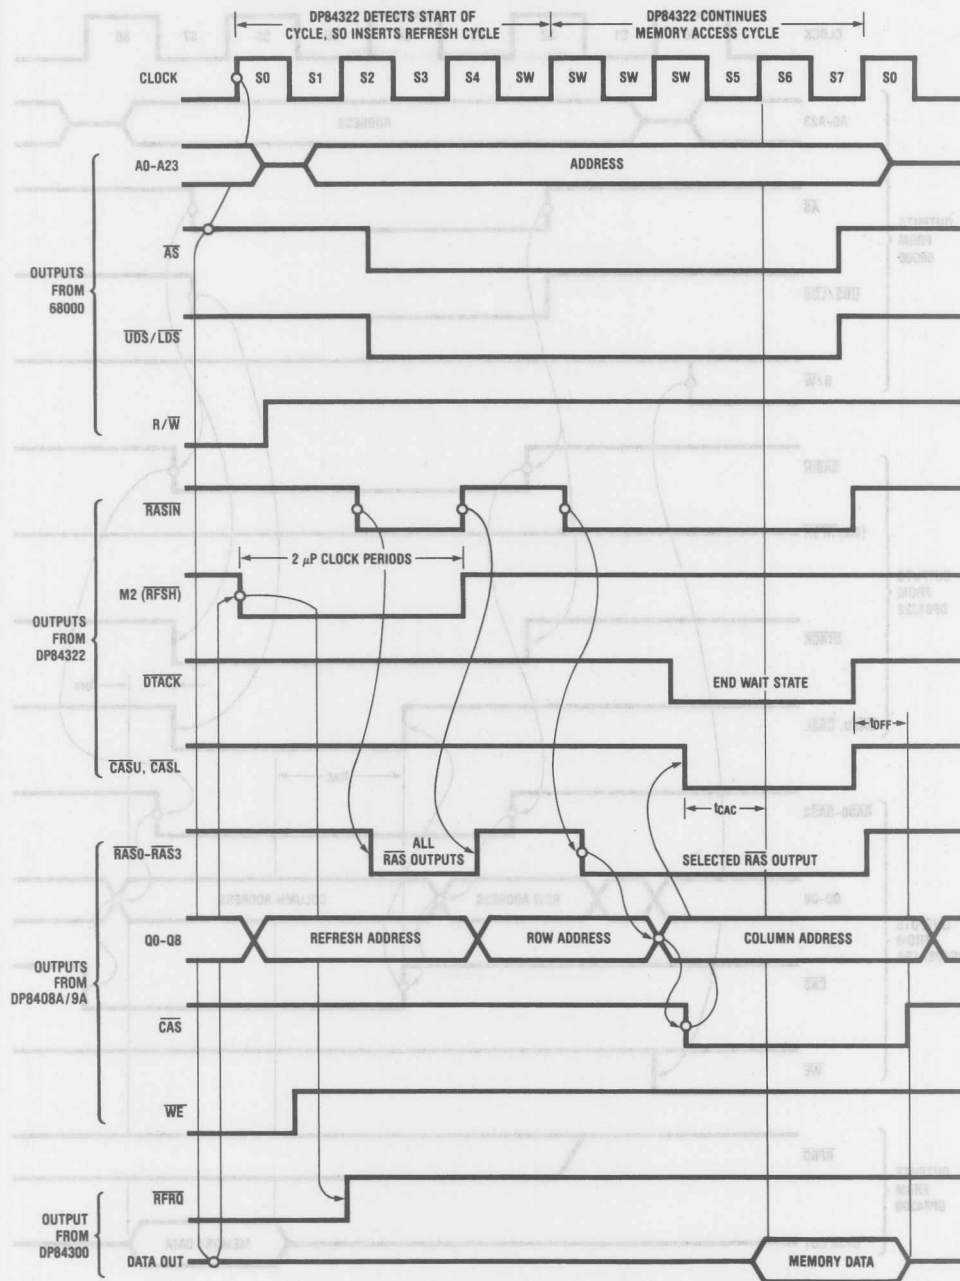 DP84322 DETECTS START OF
CYCLE, SO INSERTS REFRESH CYCLE
DP84322 CONTINUES
MEMORY ACCESS CYCLE
CLOCK
S0 S1 S2 S3 S4 SW SW SW SW S5 S6 S7 S0
A0-A23
ADDRESS
AS
OUTPUTS
FROM
68000
UDS/LDS
R/W
RASIN
2 μP CLOCK PERIODS
M2 (RFSH)
OUTPUTS
FROM
DP84322
DTACK
END WAIT STATE
tOFF
CASU, CASL
tCAC
RAS0-RAS3
ALL
RAS OUTPUTS
SELECTED RAS OUTPUT
Q0-Q8
REFRESH ADDRESS
ROW ADDRESS
COLUMN ADDRESS
OUTPUTS
FROM
DP8408A/9A
CAS
WE
RFRQ
OUTPUT
FROM
DP84300
DATA OUT
MEMORY DATA